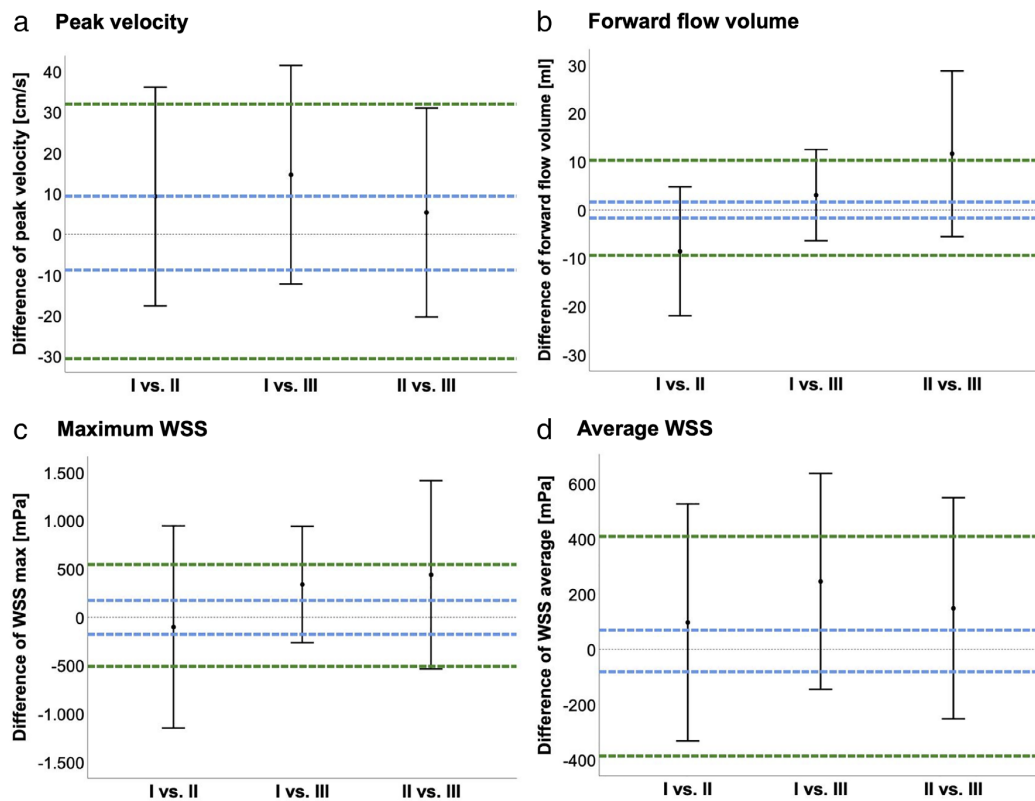 a Peak velocity
Difference of peak velocity [cm/s]
40
30
20
10
0
-10
-20
-30
I vs. II I vs. III II vs. III
b Forward flow volume
Difference of forward flow volume [ml]
30
20
10
0
-10
-20
-30
I vs. II I vs. III II vs. III
c Maximum WSS
Difference of WSS max [mPa]
1.500
1.000
500
0
-500
-1.000
-1.500
I vs. II I vs. III II vs. III
d Average WSS
Difference of WSS average [mPa]
600
400
200
0
-200
-400
I vs. II I vs. III II vs. III